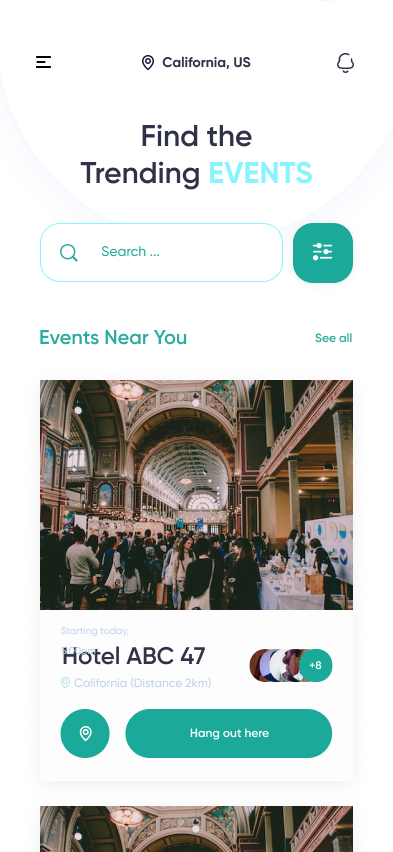 California, US
Find the
Trending EVENTS
Search ...
Events Near You
See all
Starting today,
Hotel ABC 47
+8
California (Distance 2km)
Hang out here